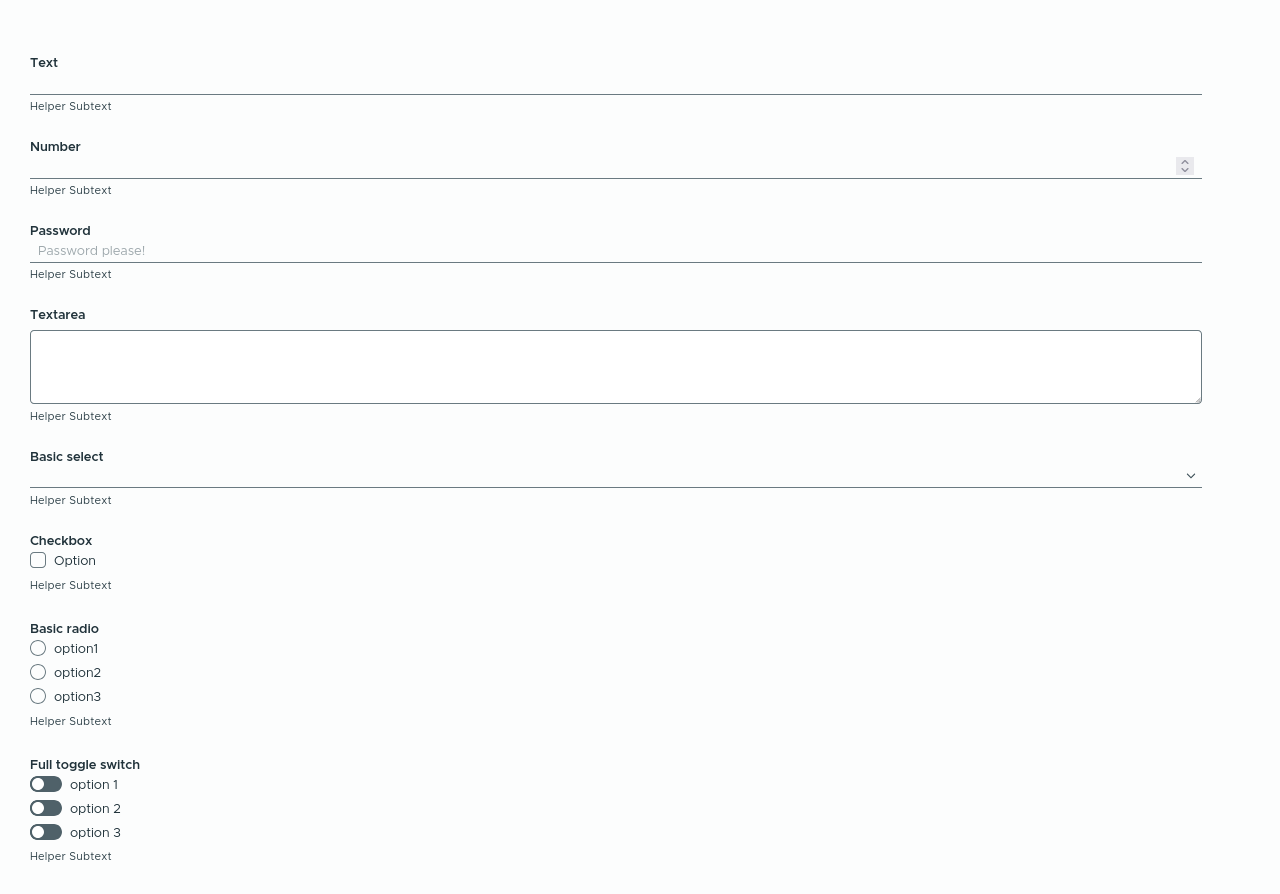 Text
Helper Subtext
Number
Helper Subtext
Password
Password please!
Helper Subtext
Textarea
Helper Subtext
Basic select
Helper Subtext
Checkbox
Option
Helper Subtext
Basic radio
option1
option2
option3
Helper Subtext
Full toggle switch
option 1
option 2
option 3
Helper Subtext